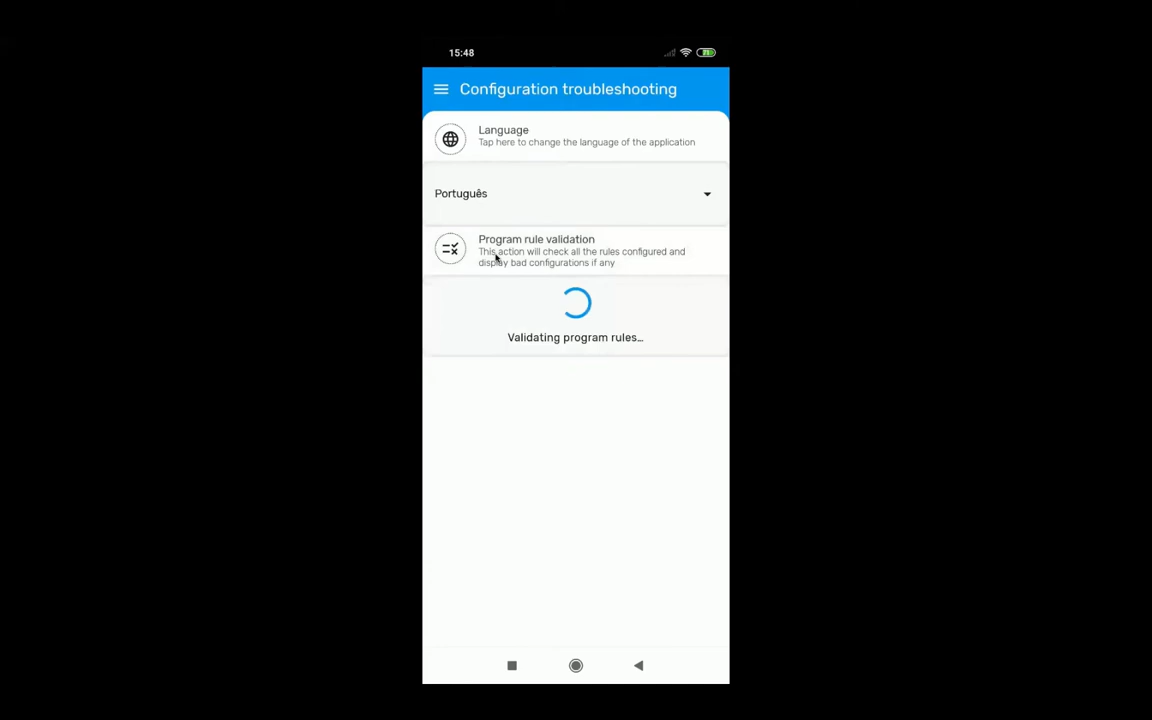 15:48
Configuration troubleshooting
Language
Tap here to change the language of the application
Português
Program rule validation
This action will check all the rules configured and
display bad configurations if any
Validating program rules...